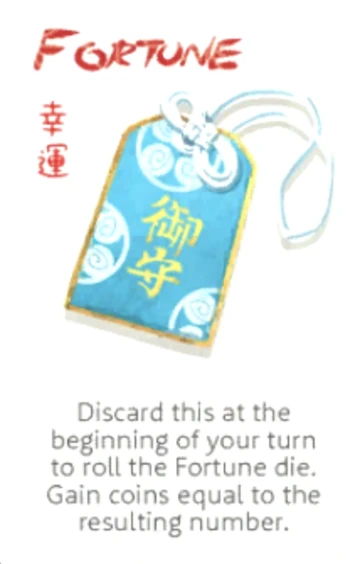 FORTUNE
幸運
御守
Discard this at the
beginning of your turn
to roll the Fortune die.
Gain coins equal to the
resulting number.